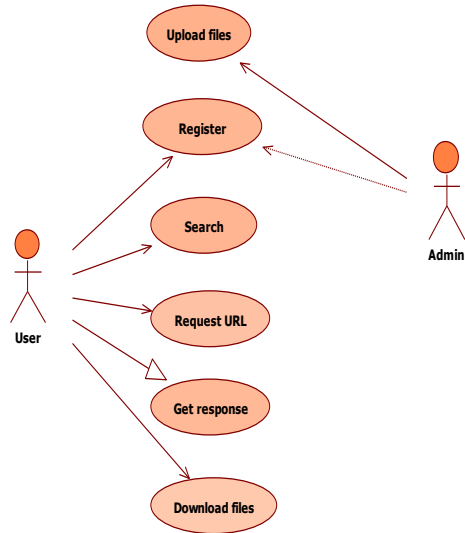 Upload files
Register
Search
Admin
Request URL
User
Get response
Download files